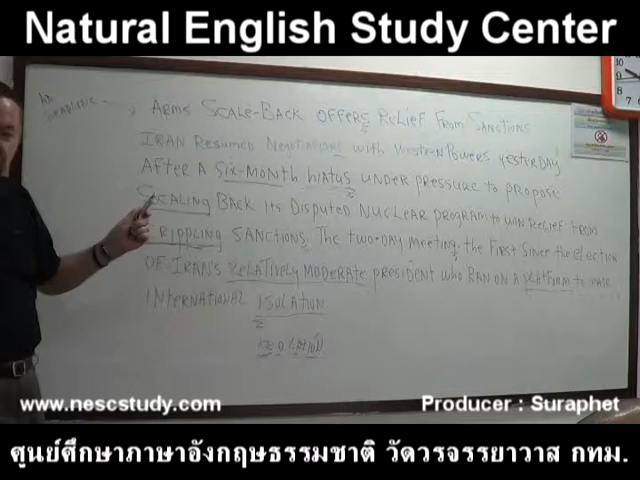 Natural English Study Center
Arms Scale-Back offers Relief From Sanctions
Iran Resumed Negotiations with Western Powers yesterday
After a six-month hiatus under pressure to propose
Scaling Back its Disputed Nuclear program to win relief from
crippling sanctions. The two-day meeting, the first since the election
of Iran's relatively moderate president who ran on a platform to ease
international isolation
www.nescstudy.com
Producer : Suraphet
ศูนย์ศึกษาภาษาอังกฤษธรรมชาติ วัดวรจรรยาวาส กทม.